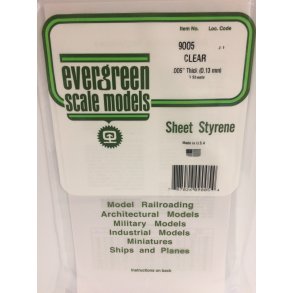 Item No. Loc. Code
9005
CLEAR
.005" Thick (0.13 mm)
evergreen
scale models
Sheet Styrene
Made in U.S.A
Model Railroading
Architectural Models
Military Models
Industrial Models
Miniatures
Ships and Planes
Instructions on back